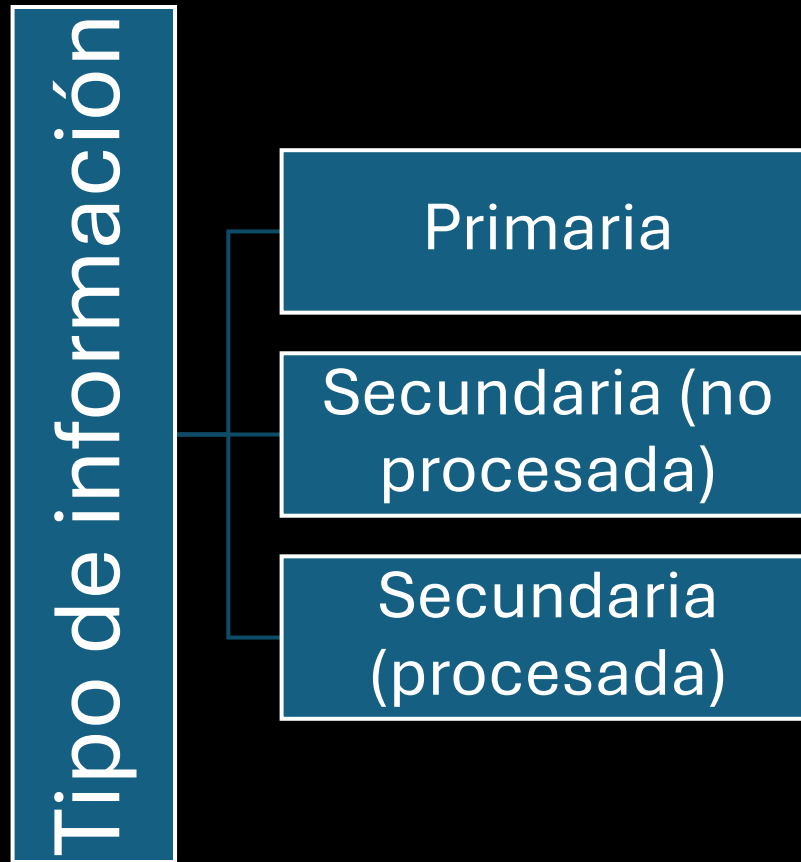 Tipo de información
Primaria
Secundaria (no
procesada)
Secundaria
(procesada)